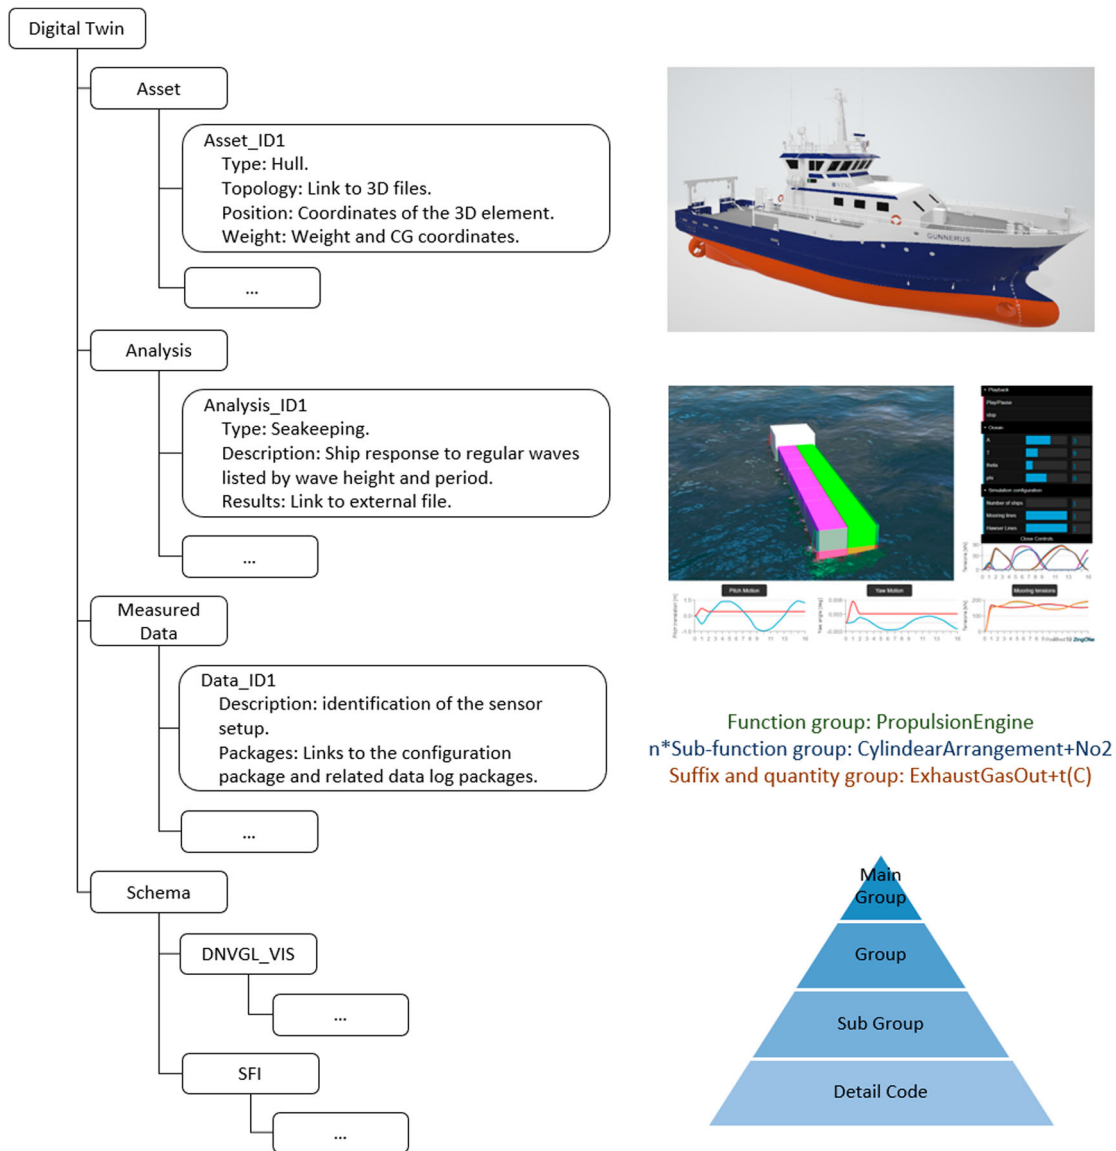 Digital Twin
Asset
Asset_ID1
Type: Hull.
Topology: Link to 3D files.
Position: Coordinates of the 3D element.
Weight: Weight and CG coordinates.
...
GUNNERUS
Analysis
Analysis_ID1
Type: Seakeeping.
Description: Ship response to regular waves
listed by wave height and period.
Results: Link to external file.
...
Playback
Play/Pause
stop
Ocean
A
T
Beta
phi
Simulation configuration
Number of ships
Mooring lines
Hawser Lines
Close Controls
Pitch Motion
Yaw Motion
Mooring tensions
Measured
Data
Data_ID1
Description: identification of the sensor
setup.
Packages: Links to the configuration
package and related data log packages.
...
Function group: PropulsionEngine
n*Sub-function group: CylindearArrangement+No2
Suffix and quantity group: ExhaustGasOut+t(C)
Schema
DNVGL_VIS
...
SFI
...
Main
Group
Group
Sub Group
Detail Code